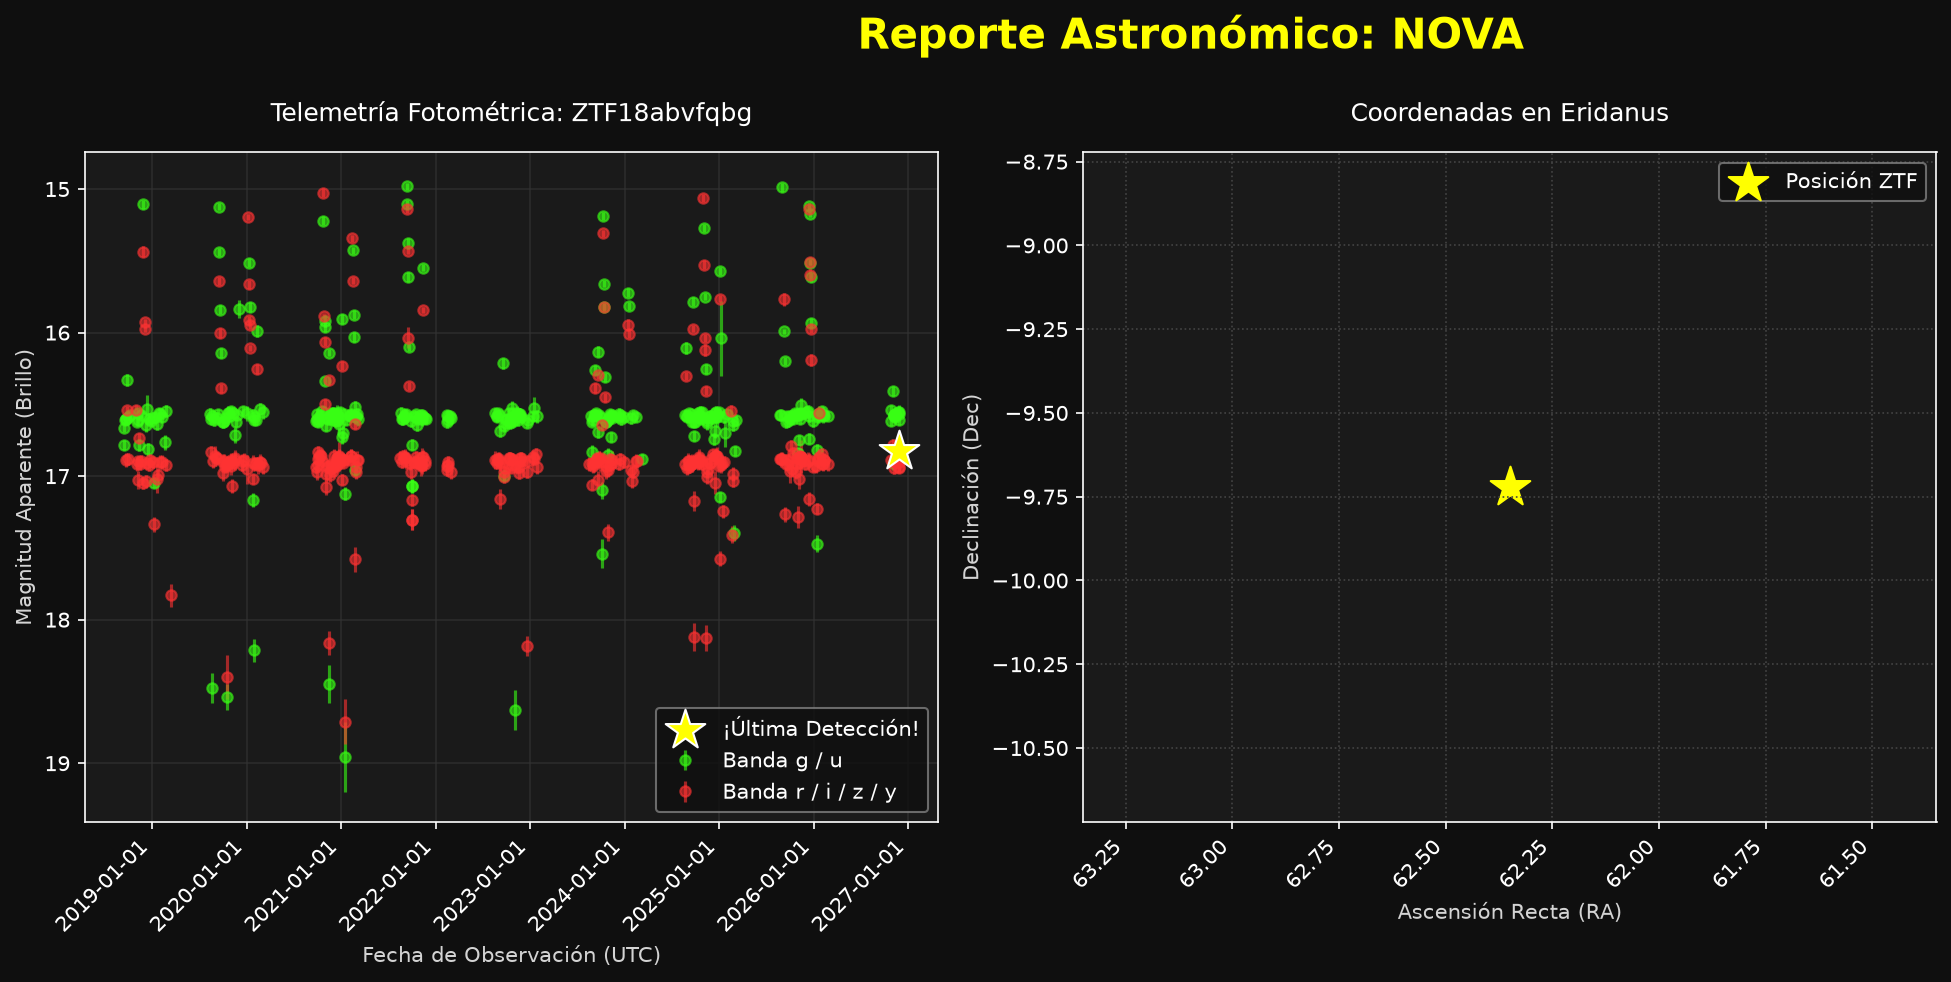 Reporte Astronómico: NOVA
Telemetría Fotométrica: ZTF18abvfqbg
Magnitud Aparente (Brillo)
15
16
17
18
19
¡Última Detección!
Banda g / u
Banda r / i / z / y
2019-01-01
2020-01-01
2021-01-01
2022-01-01
2023-01-01
2024-01-01
2025-01-01
2026-01-01
2027-01-01
Fecha de Observación (UTC)
Coordenadas en Eridanus
Declinación (Dec)
−8.75
−9.00
−9.25
−9.50
−9.75
−10.00
−10.25
−10.50
Posición ZTF
63.25
63.00
62.75
62.50
62.25
62.00
61.75
61.50
Ascensión Recta (RA)